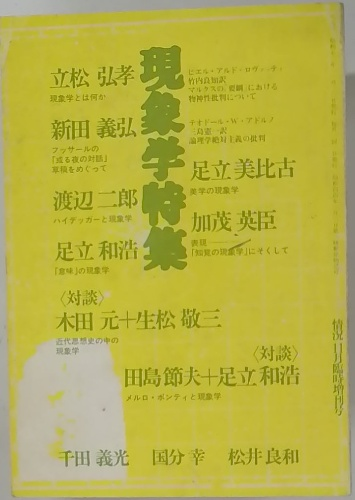 現象学特集
立松 弘孝
現象学とは何か
新田 義弘
フッサールの
「或る夜の対話」
草稿をめぐって
渡辺 二郎
ハイデッガーと現象学
足立 和浩
「意味」の現象学
ピエル・アルド・ロヴァッティ
竹内良知訳
マルクスの『要綱』における
物神性批判について
テオドール・W・アドルノ
三島憲一訳
論理学絶対主義の批判
足立 美比古
美学の現象学
加茂 英臣
表現
「知覚の現象学」にそくして
〈対談〉
木田 元＋生松 敬三
近代思想史の中の
現象学
〈対談〉
田島 節夫＋足立 和浩
メルロ・ポンティと現象学
千田 義光 国分 幸 松井 良和
情況 11月臨時増刊号